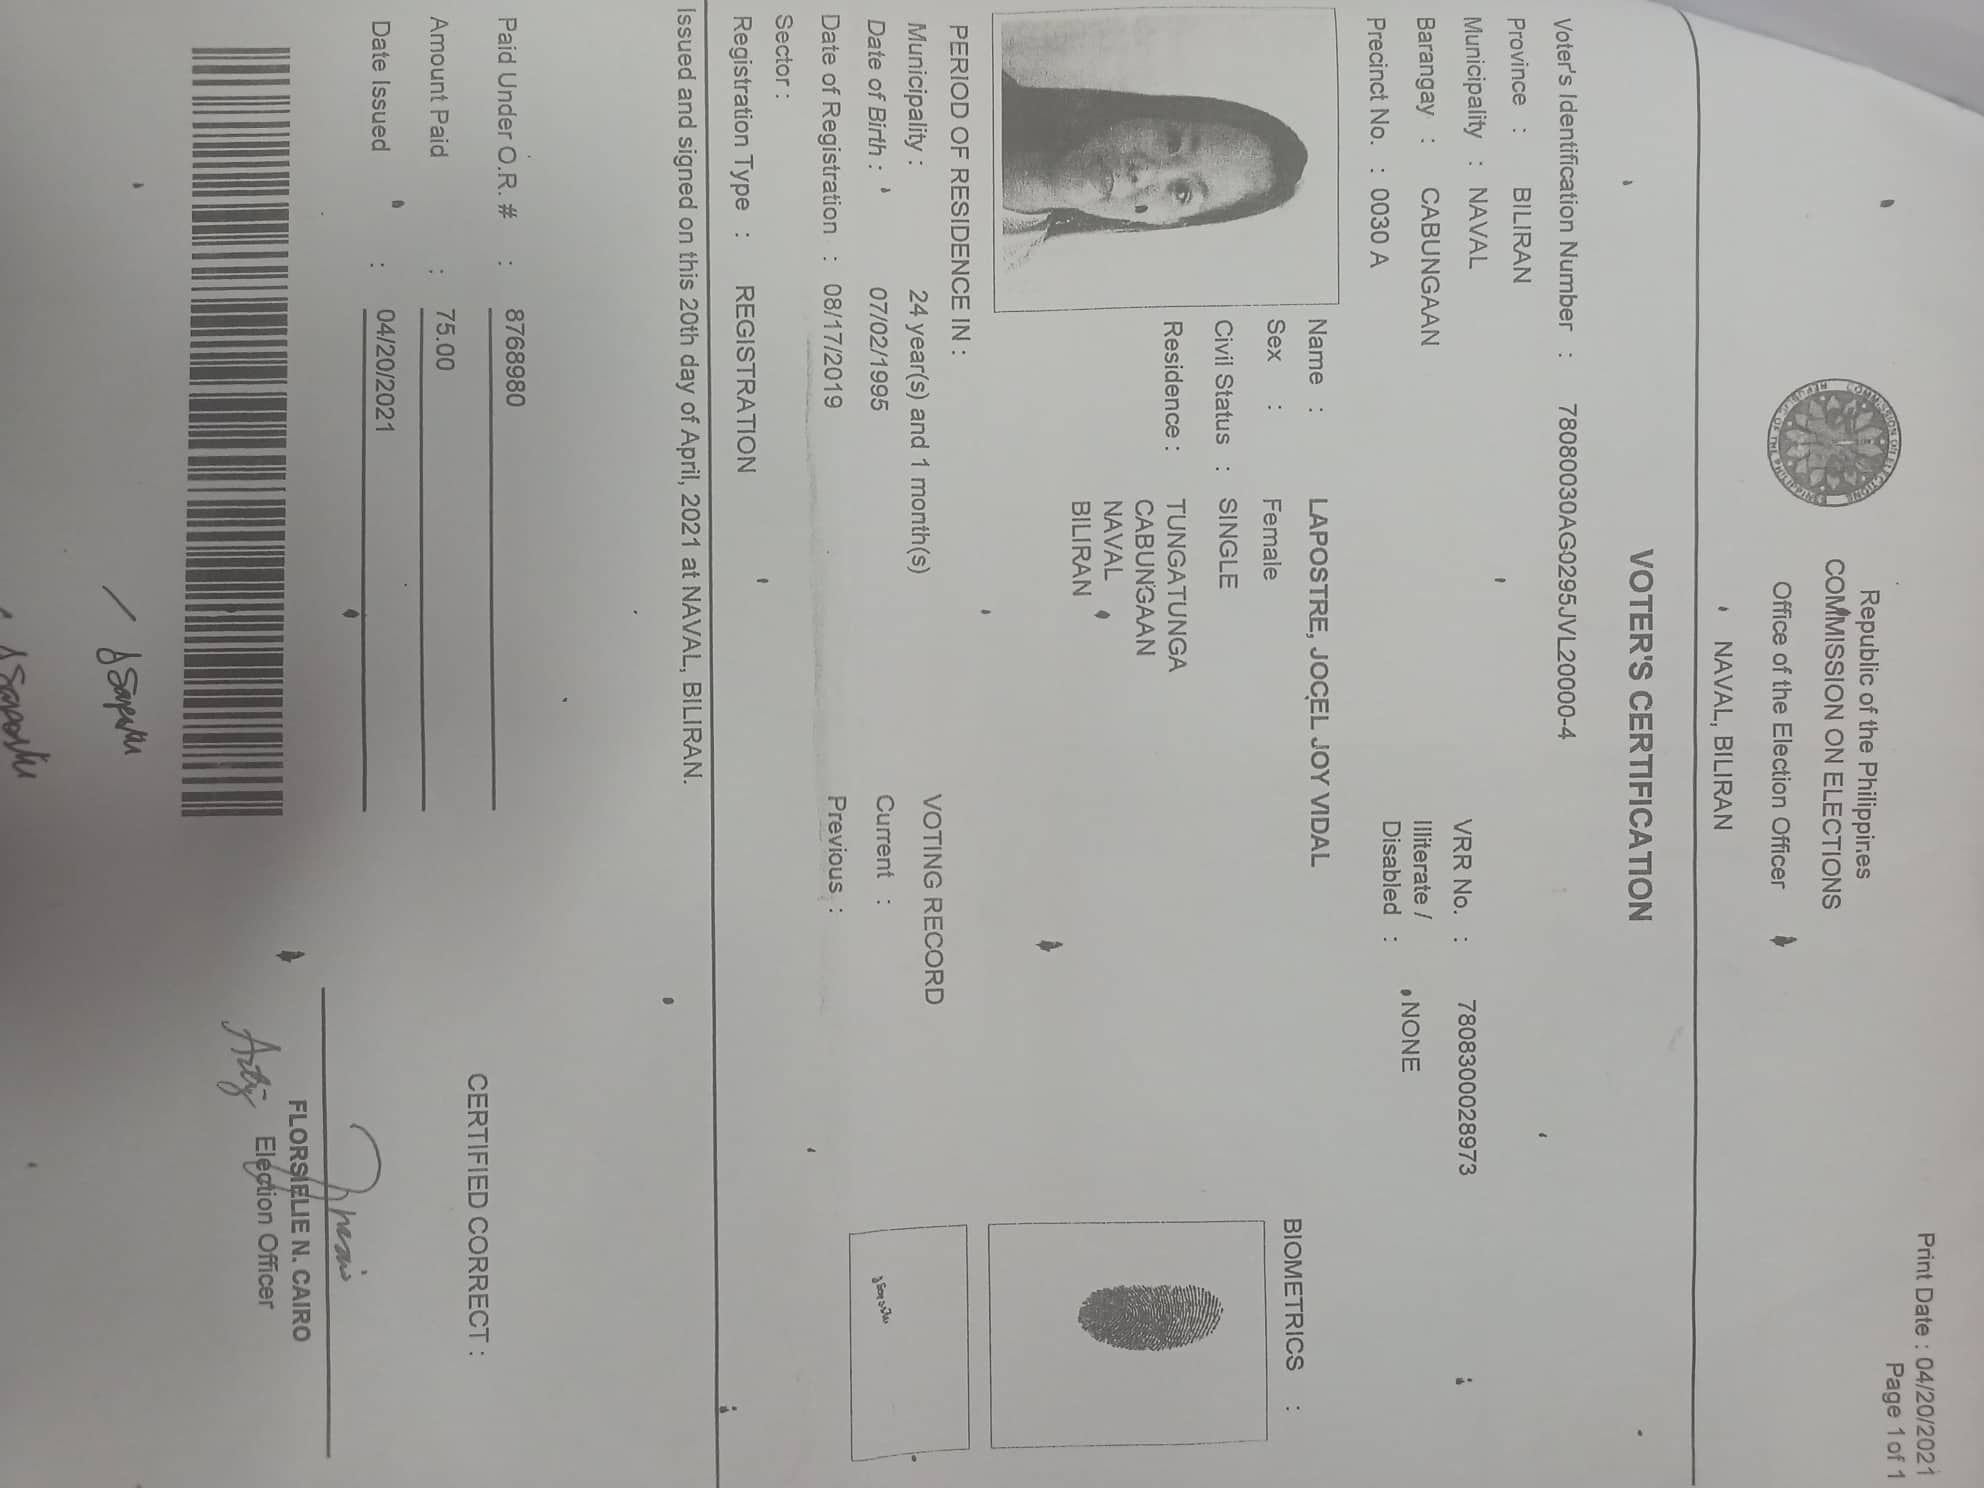 Print Date : 04/20/2021
Page 1 of 1
Republic of the Philippines
COMMISSION ON ELECTIONS
Office of the Election Officer
NAVAL, BILIRAN
VOTER'S CERTIFICATION
Voter's Identification Number : 78080030AG0295JVL20000-4
Province : BILIRAN
Municipality : NAVAL
VRR No. : 7808300028973
Barangay : CABUNGAAN
Illiterate /
Disabled : NONE
Precinct No. : 0030 A
Name : LAPOSTRE, JOCEL JOY VIDAL
BIOMETRICS :
Sex : Female
Civil Status : SINGLE
Residence : TUNGATUNGA
CABUNGAAN
NAVAL
BILIRAN
PERIOD OF RESIDENCE IN :
VOTING RECORD
Municipality : 24 year(s) and 1 month(s)
Date of Birth : 07/02/1995
Current :
Date of Registration : 08/17/2019
Previous :
Sector :
Registration Type : REGISTRATION
Issued and signed on this 20th day of April, 2021 at NAVAL, BILIRAN.
Paid Under O.R. # : 8768980
CERTIFIED CORRECT :
Amount Paid : 75.00
Date Issued : 04/20/2021
FLORSIELIE N. CAIRO
Election Officer